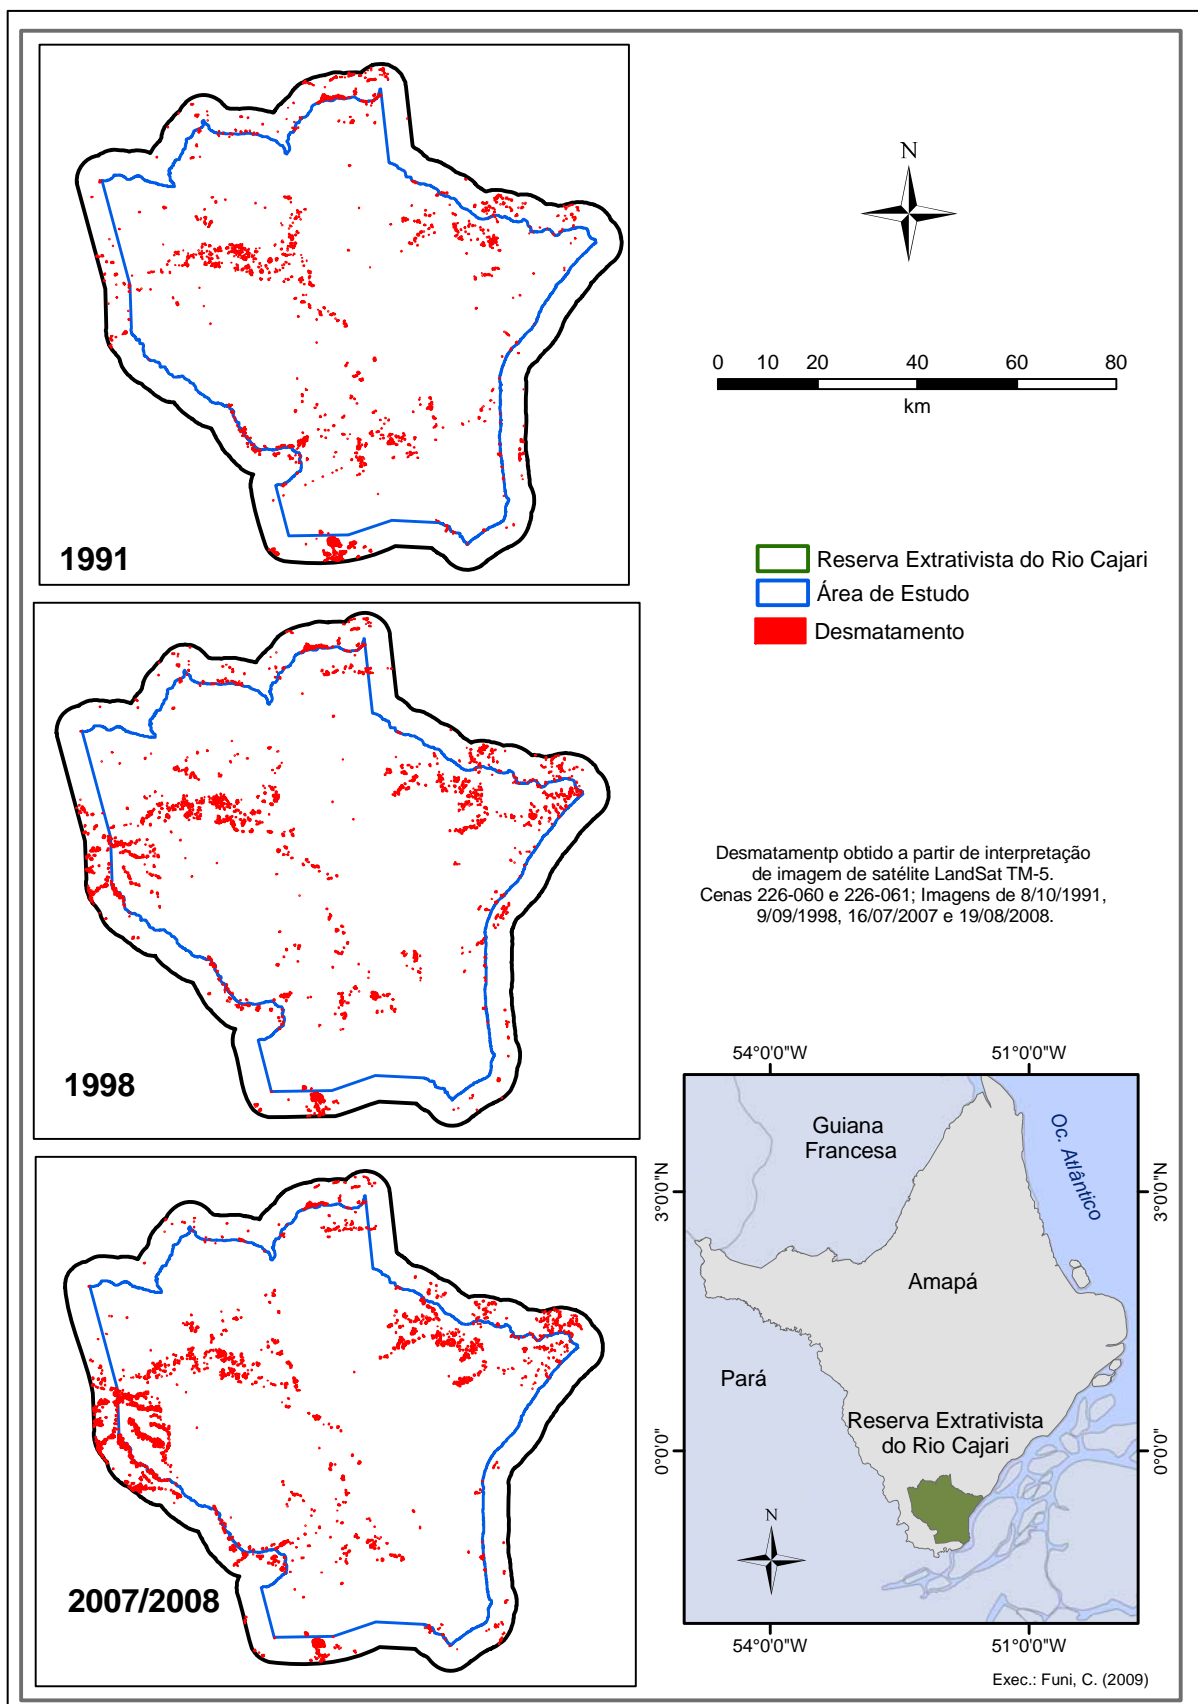 1991
1998
2007/2008
N
0 10 20 40 60 80
km
Reserva Extrativista do Rio Cajari
Área de Estudo
Desmatamento
Desmatamentp obtido a partir de interpretação
de imagem de satélite LandSat TM-5.
Cenas 226-060 e 226-061; Imagens de 8/10/1991,
9/09/1998, 16/07/2007 e 19/08/2008.
54°0'0"W 51°0'0"W
Guiana
Francesa
Oc. Atlântico
3°0'0"N 3°0'0"N
Amapá
Pará
Reserva Extrativista
do Rio Cajari
0°0'0" 0°0'0"
N
54°0'0"W 51°0'0"W
Exec.: Funi, C. (2009)